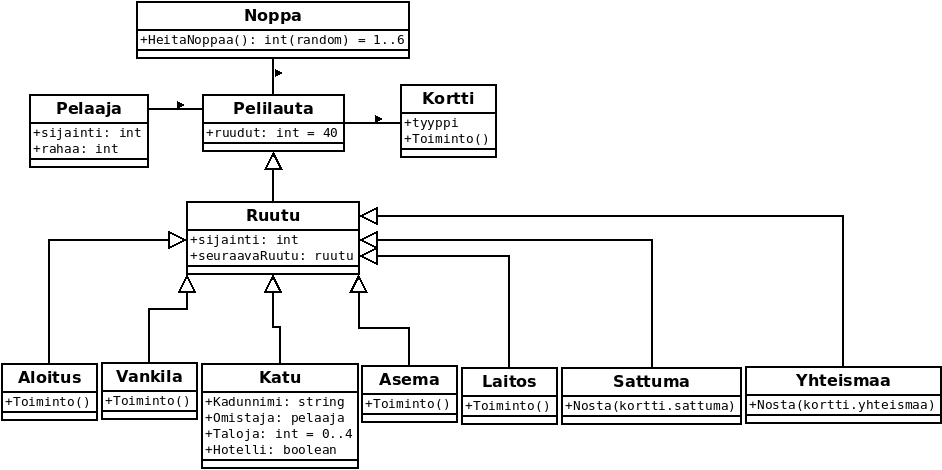 Noppa
+HeitaNoppaa(): int(random) = 1..6
Pelaaja
+sijainti: int
+rahaa: int
Pelilauta
+ruudut: int = 40
Kortti
+tyyppi
+Toiminto()
Ruutu
+sijainti: int
+seuraavaRuutu: ruutu
Aloitus
+Toiminto()
Vankila
+Toiminto()
Katu
+Kadunnimi: string
+Omistaja: pelaaja
+Taloja: int = 0..4
+Hotelli: boolean
Asema
+Toiminto()
Laitos
+Toiminto()
Sattuma
+Nosta(kortti.sattuma)
Yhteismaa
+Nosta(kortti.yhteismaa)